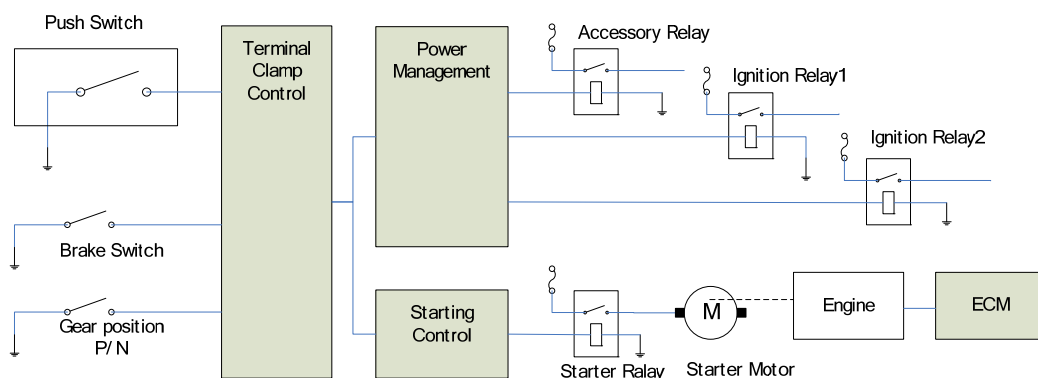 Push Switch
Terminal
Clamp
Control
Power
Management
Accessory Relay
Ignition Relay1
Ignition Relay2
Brake Switch
Gear position
P/N
Starting
Control
Starter Ralay
M
Starter Motor
Engine
ECM